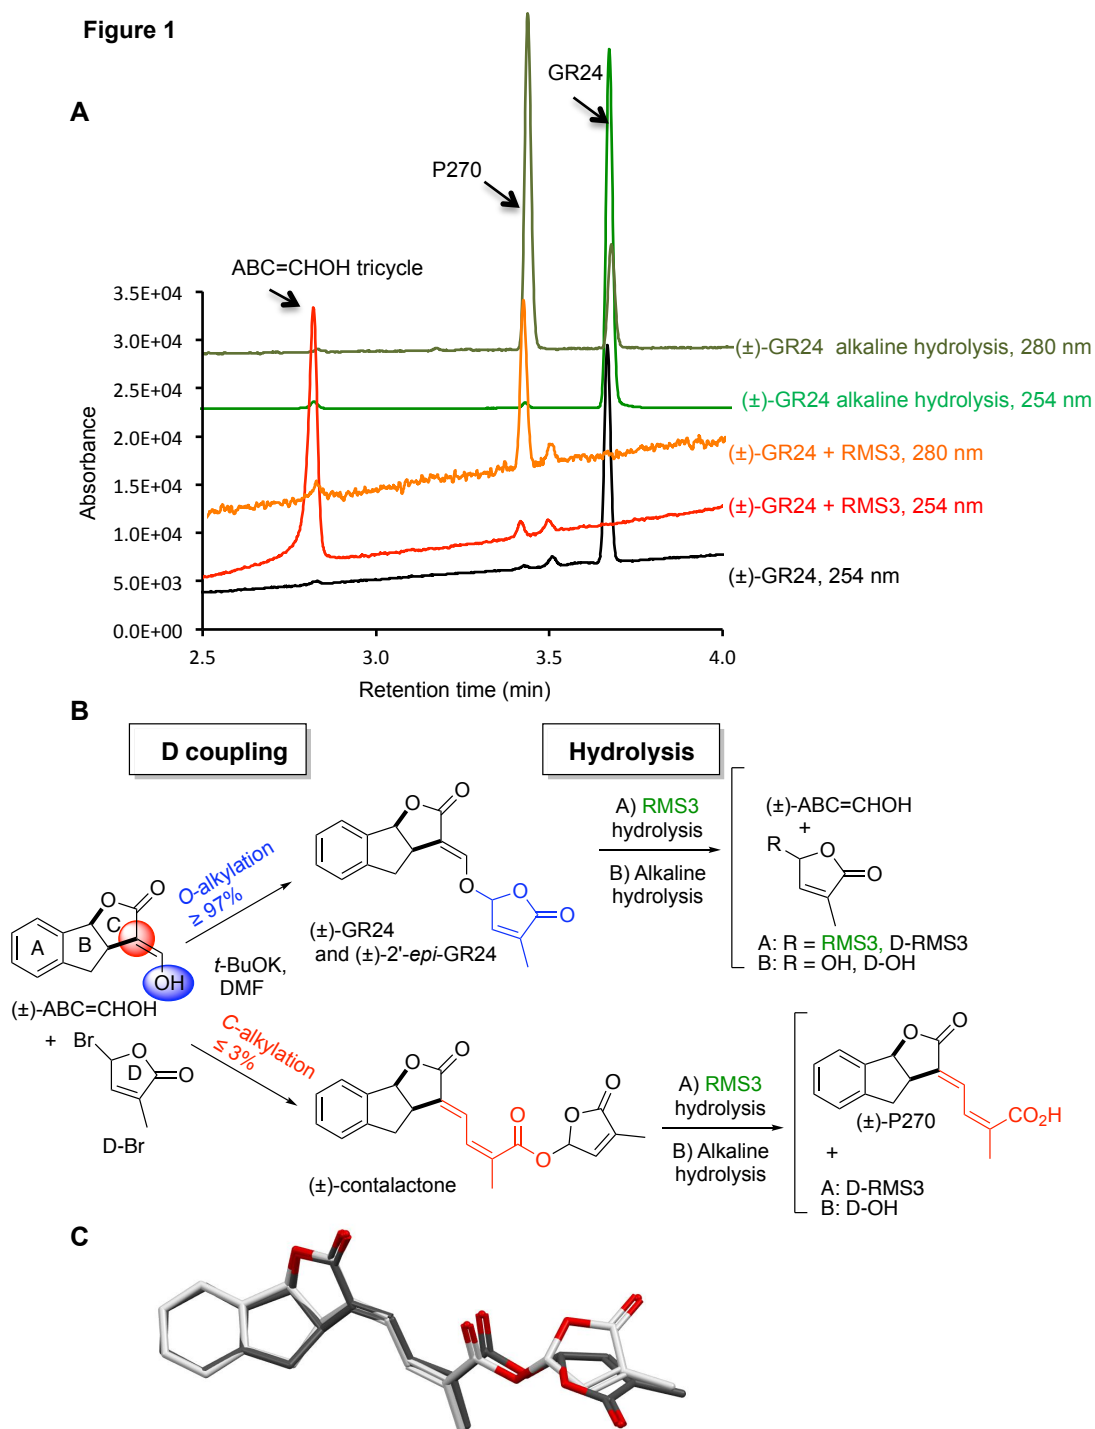 Figure 1
A
GR24
P270
ABC=CHOH tricycle
3.5E+04
3.0E+04
2.5E+04
2.0E+04
1.5E+04
1.0E+04
5.0E+03
0.0E+00
Absorbance
(±)-GR24 alkaline hydrolysis, 280 nm
(±)-GR24 alkaline hydrolysis, 254 nm
(±)-GR24 + RMS3, 280 nm
(±)-GR24 + RMS3, 254 nm
(±)-GR24, 254 nm
2.5 3.0 3.5 4.0
Retention time (min)
B
D coupling
Hydrolysis
O
O
A
B
C
OH
(±)-ABC=CHOH
+
Br
O
D
O
D-Br
O-alkylation
≥ 97%
t-BuOK,
DMF
C-alkylation
≤ 3%
O
O
O
O
O
(±)-GR24
and (±)-2'-epi-GR24
A) RMS3
hydrolysis
B) Alkaline
hydrolysis
(±)-ABC=CHOH
+
R
O
O
A: R = RMS3, D-RMS3
B: R = OH, D-OH
O
O
O
O
O
O
(±)-contalactone
A) RMS3
hydrolysis
B) Alkaline
hydrolysis
O
O
CO2H
(±)-P270
+
A: D-RMS3
B: D-OH
C